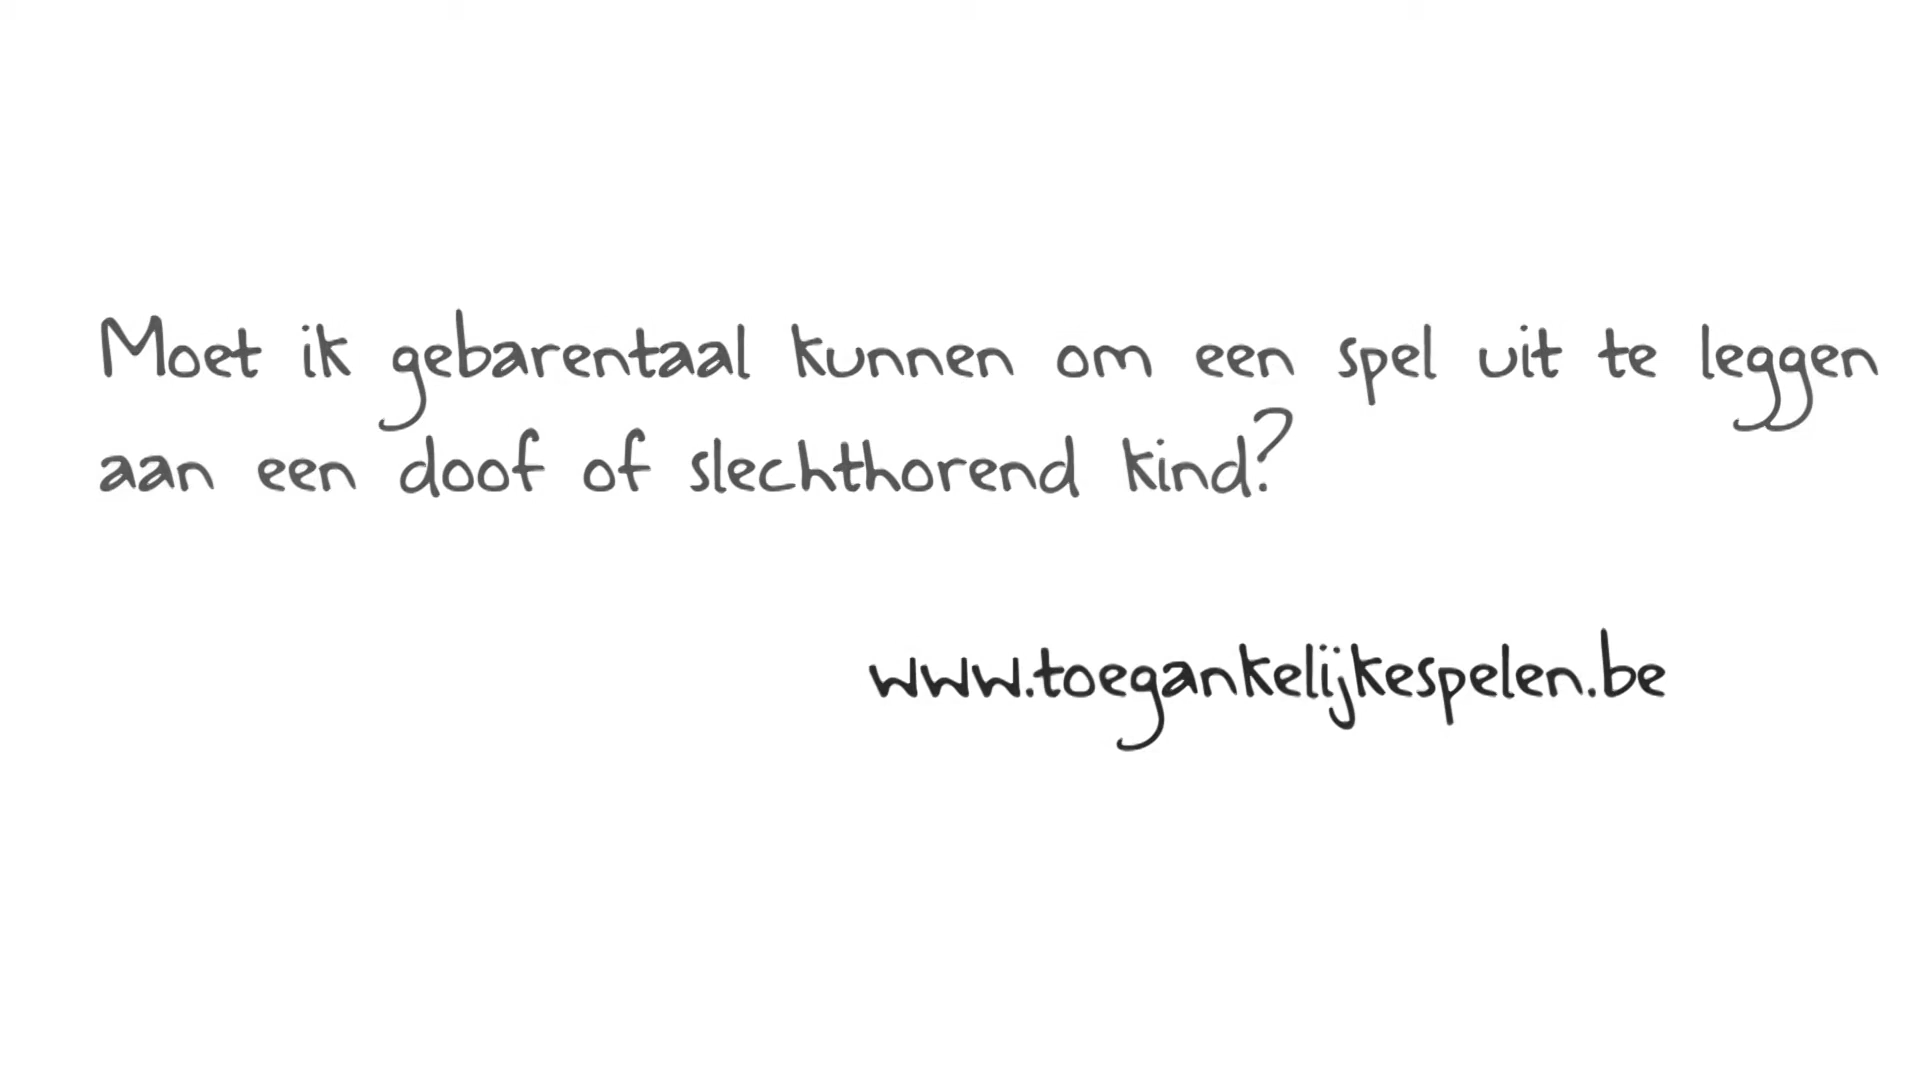 Moet ik gebarentaal kunnen om een spel uit te leggen
aan een doof of slechthorend kind?
www.toegankelijkespelen.be